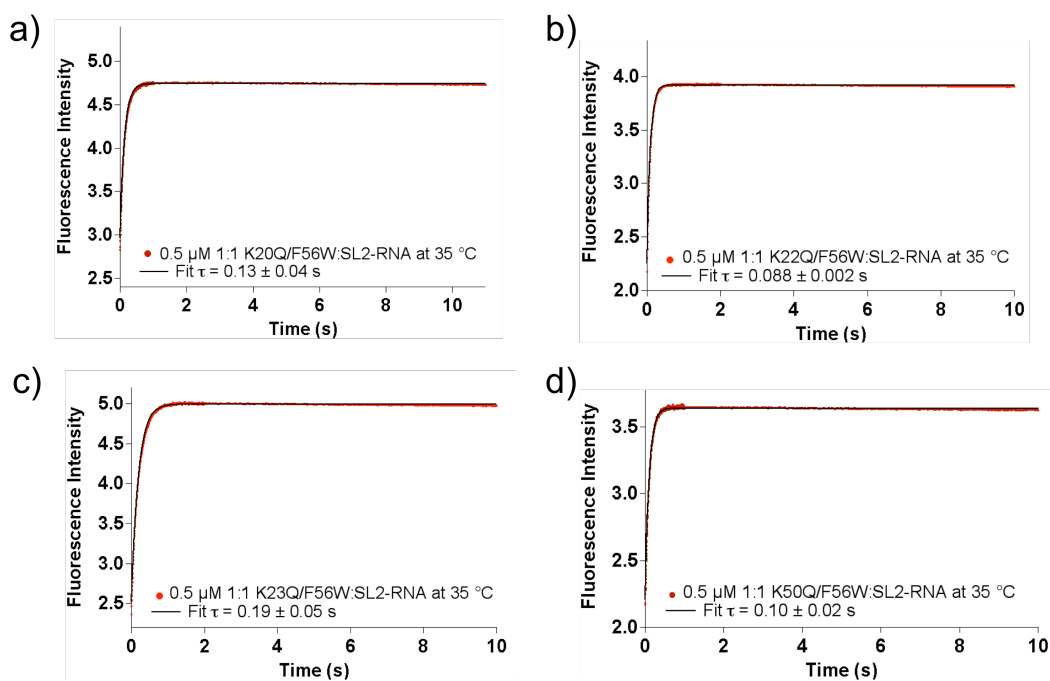 a)
Fluorescence Intensity
5.0
4.5
4.0
3.5
3.0
2.5
0.5 µM 1:1 K20Q/F56W:SL2-RNA at 35 °C
Fit τ = 0.13 ± 0.04 s
0 2 4 6 8 10
Time (s)
b)
Fluorescence Intensity
4.0
3.5
3.0
2.5
2.0
0.5 µM 1:1 K22Q/F56W:SL2-RNA at 35 °C
Fit τ = 0.088 ± 0.002 s
0 2 4 6 8 10
Time (s)
c)
Fluorescence Intensity
5.0
4.5
4.0
3.5
3.0
2.5
0.5 µM 1:1 K23Q/F56W:SL2-RNA at 35 °C
Fit τ = 0.19 ± 0.05 s
0 2 4 6 8 10
Time (s)
d)
Fluorescence Intensity
3.5
3.0
2.5
2.0
0.5 µM 1:1 K50Q/F56W:SL2-RNA at 35 °C
Fit τ = 0.10 ± 0.02 s
0 2 4 6 8 10
Time (s)